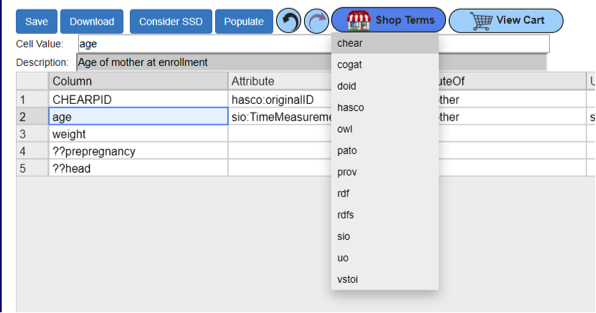 Save Download Consider SSD Populate Shop Terms View Cart
Cell Value: age
Description: Age of mother at enrollment
Column Attribute uteOf U
1 CHEARPID hasco:originalID other
2 age sio:TimeMeasureme other s
3 weight
4 ??prepregnancy
5 ??head
chear
cogat
doid
hasco
owl
pato
prov
rdf
rdfs
sio
uo
vstoi